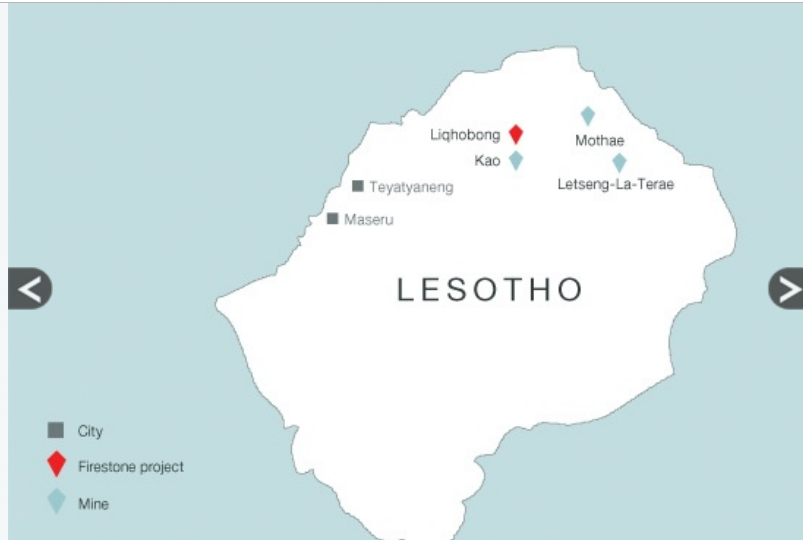 Liqhobong
Mothae
Kao
Letseng-La-Terae
Teyatyaneng
Maseru
LESOTHO
City
Firestone project
Mine